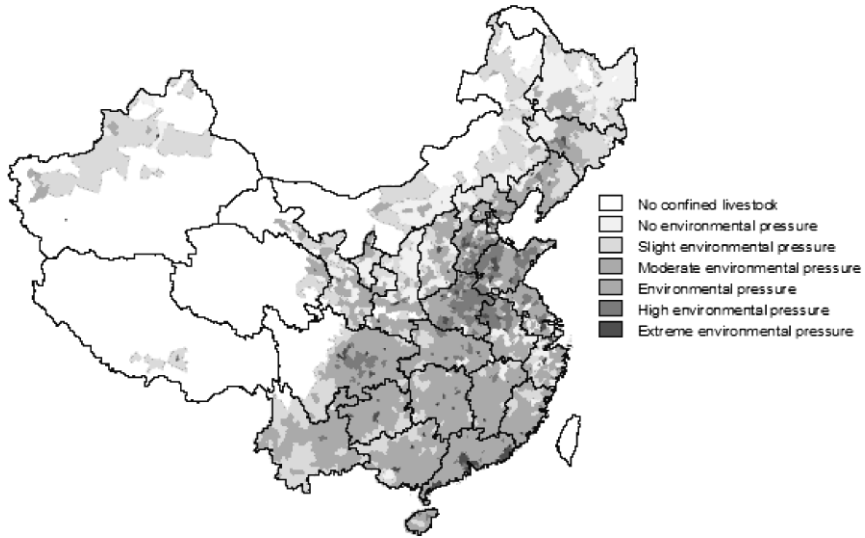 No confined livestock
No environmental pressure
Slight environmental pressure
Moderate environmental pressure
Environmental pressure
High environmental pressure
Extreme environmental pressure